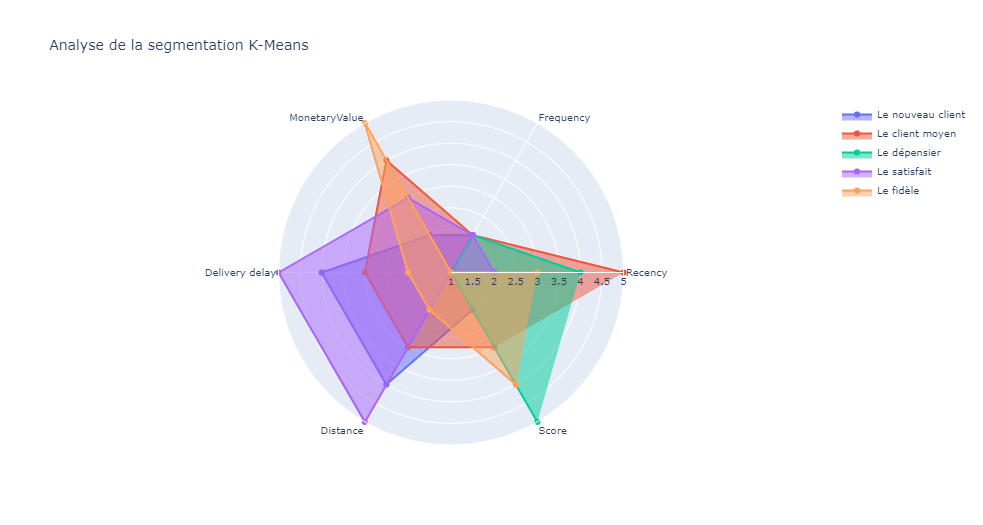 Analyse de la segmentation K-Means
MonetaryValue
Frequency
Delivery delay
Recency
1 1.5 2 2.5 3 3.5 4 4.5 5
Distance
Score
Le nouveau client
Le client moyen
Le dépensier
Le satisfait
Le fidèle